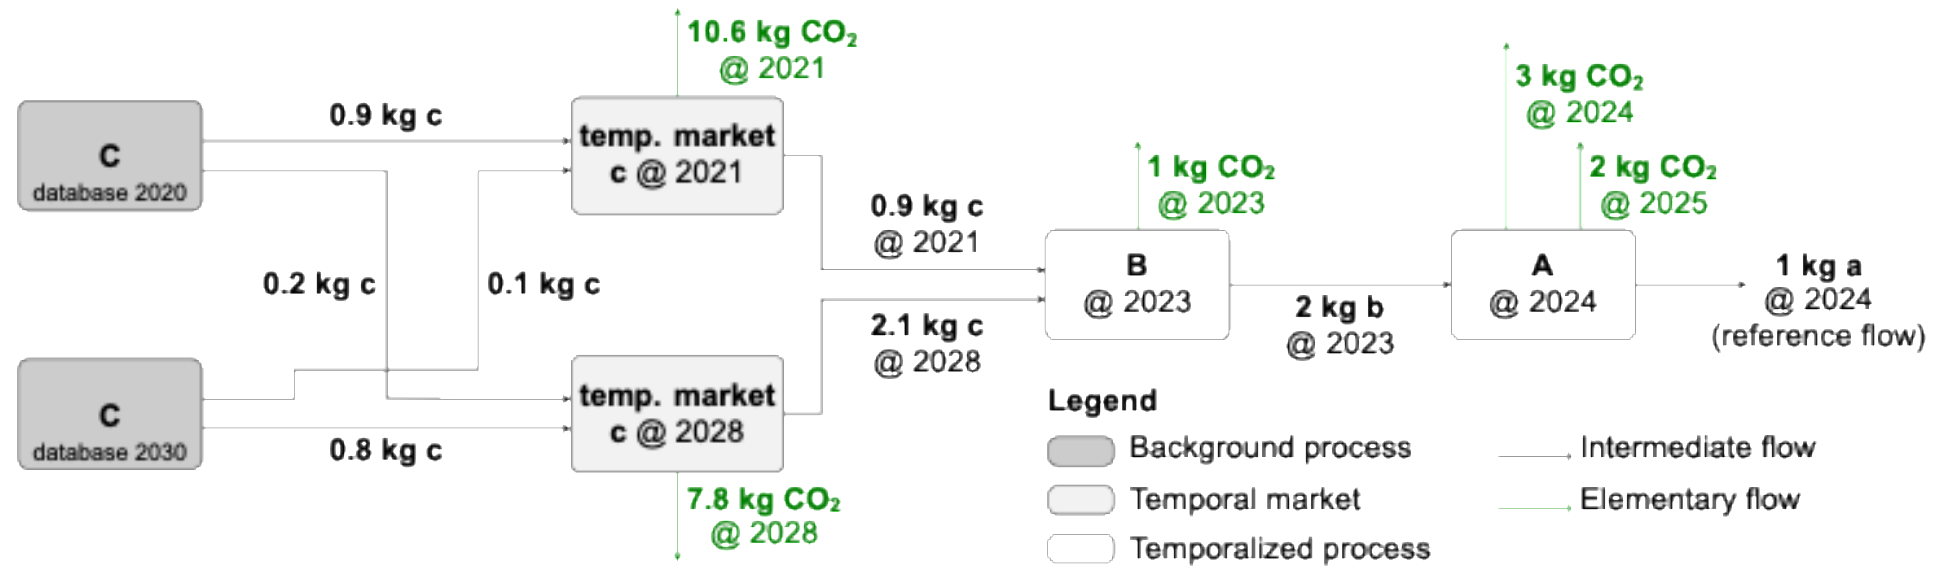 10.6 kg CO₂
@ 2021
3 kg CO₂
@ 2024
C
database 2020
0.9 kg c
temp. market
c @ 2021
1 kg CO₂
@ 2023
2 kg CO₂
@ 2025
0.9 kg c
@ 2021
0.2 kg c
0.1 kg c
B
@ 2023
2 kg b
@ 2023
A
@ 2024
1 kg a
@ 2024
(reference flow)
2.1 kg c
@ 2028
C
database 2030
0.8 kg c
temp. market
c @ 2028
7.8 kg CO₂
@ 2028
Legend
Background process
Intermediate flow
Temporal market
Elementary flow
Temporalized process